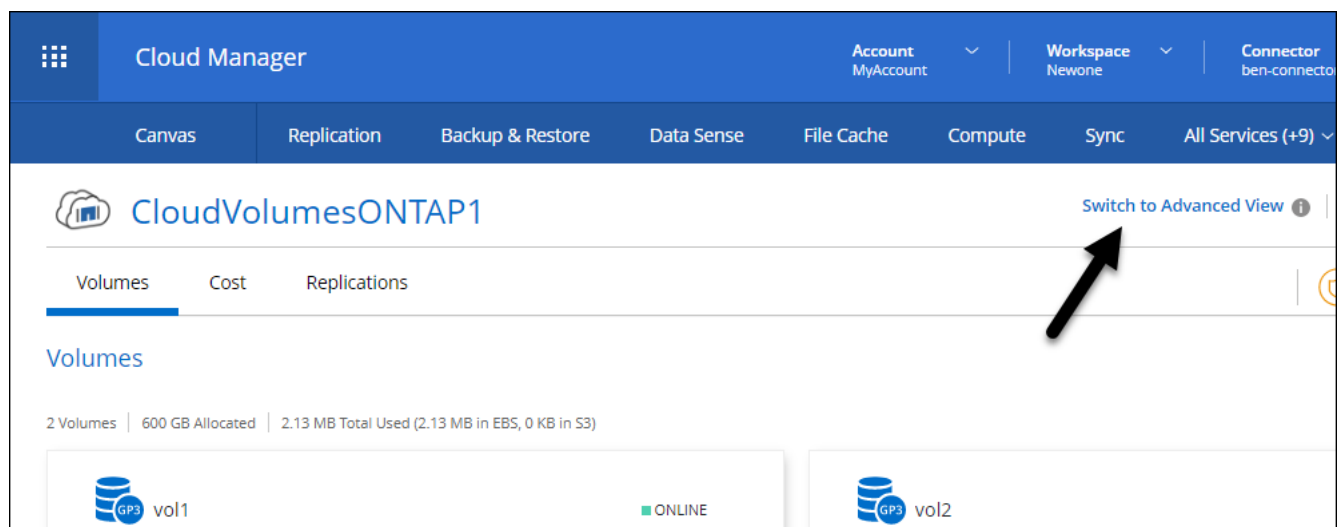 Cloud Manager
Account
MyAccount
Workspace
Newone
Connector
ben-connector
Canvas
Replication
Backup & Restore
Data Sense
File Cache
Compute
Sync
All Services (+9)
CloudVolumesONTAP1
Switch to Advanced View
Volumes
Cost
Replications
Volumes
2 Volumes | 600 GB Allocated | 2.13 MB Total Used (2.13 MB in EBS, 0 KB in S3)
GP3
vol1
ONLINE
GP3
vol2